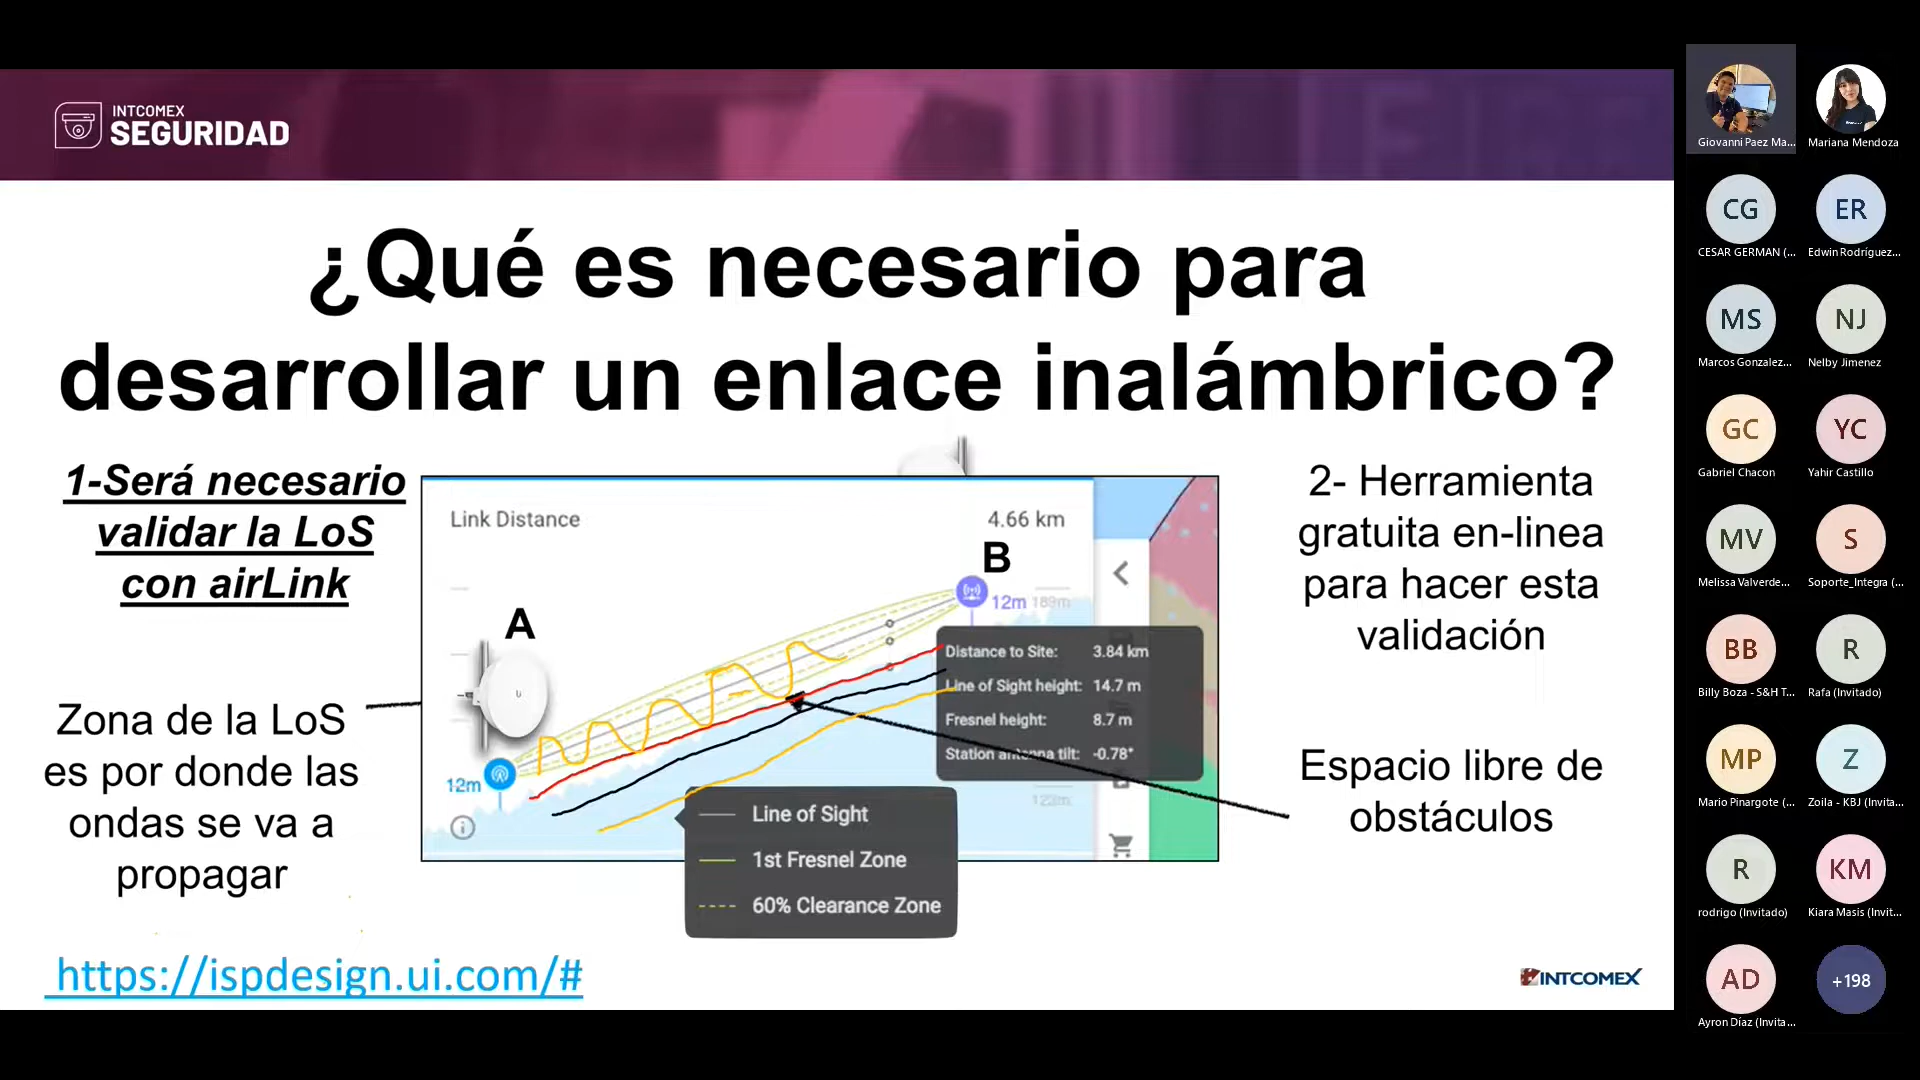 INTCOMEX
SEGURIDAD
¿Qué es necesario para
desarrollar un enlace inalámbrico?
1-Será necesario
validar la LoS
con airLink
Zona de la LoS
es por donde las
ondas se va a
propagar
https://ispdesign.ui.com/#
Link Distance
4.66 km
B
A
12m
189m
12m
Distance to Site: 3.84 km
Line of Sight height: 14.7 m
Fresnel height: 8.7 m
Station antenna tilt: -0.78°
Line of Sight
1st Fresnel Zone
60% Clearance Zone
2- Herramienta
gratuita en-linea
para hacer esta
validación
Espacio libre de
obstáculos
INTCOMEX
Giovanni Paez Ma...
Mariana Mendoza
CG
ER
CESAR GERMAN (...
Edwin Rodríguez...
MS
NJ
Marcos Gonzalez...
Nelby Jimenez
GC
YC
Gabriel Chacon
Yahir Castillo
MV
S
Melissa Valverde...
Soporte_Integra (...
BB
R
Billy Boza - S&H T...
Rafa (Invitado)
MP
Z
Mario Pinargote (...
Zoila - KBJ (Invita...
R
KM
rodrigo (Invitado)
Kiara Masis (Invit...
AD
+198
Ayron Díaz (Invita...